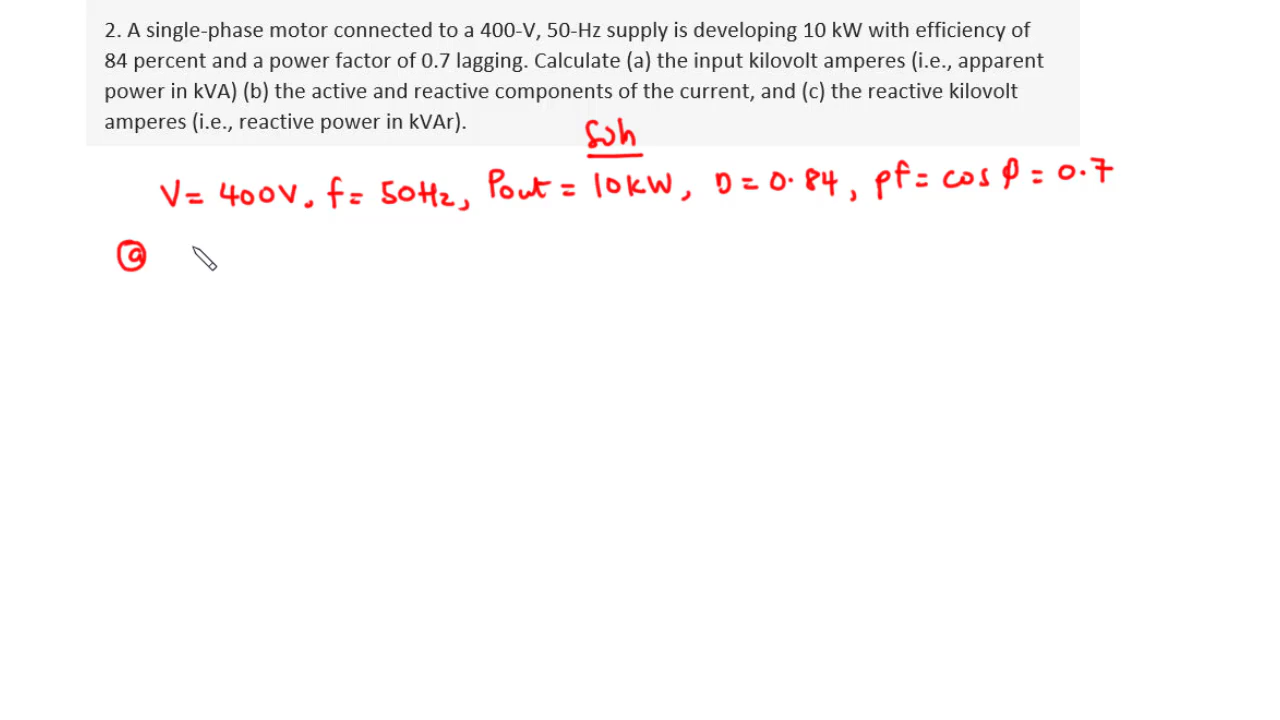 2. A single-phase motor connected to a 400-V, 50-Hz supply is developing 10 kW with efficiency of
84 percent and a power factor of 0.7 lagging. Calculate (a) the input kilovolt amperes (i.e., apparent
power in kVA) (b) the active and reactive components of the current, and (c) the reactive kilovolt
amperes (i.e., reactive power in kVAr).
Soln
V = 400V, f = 50Hz, Pout = 10kW, η = 0.84, pf = cos φ = 0.7
ⓐ